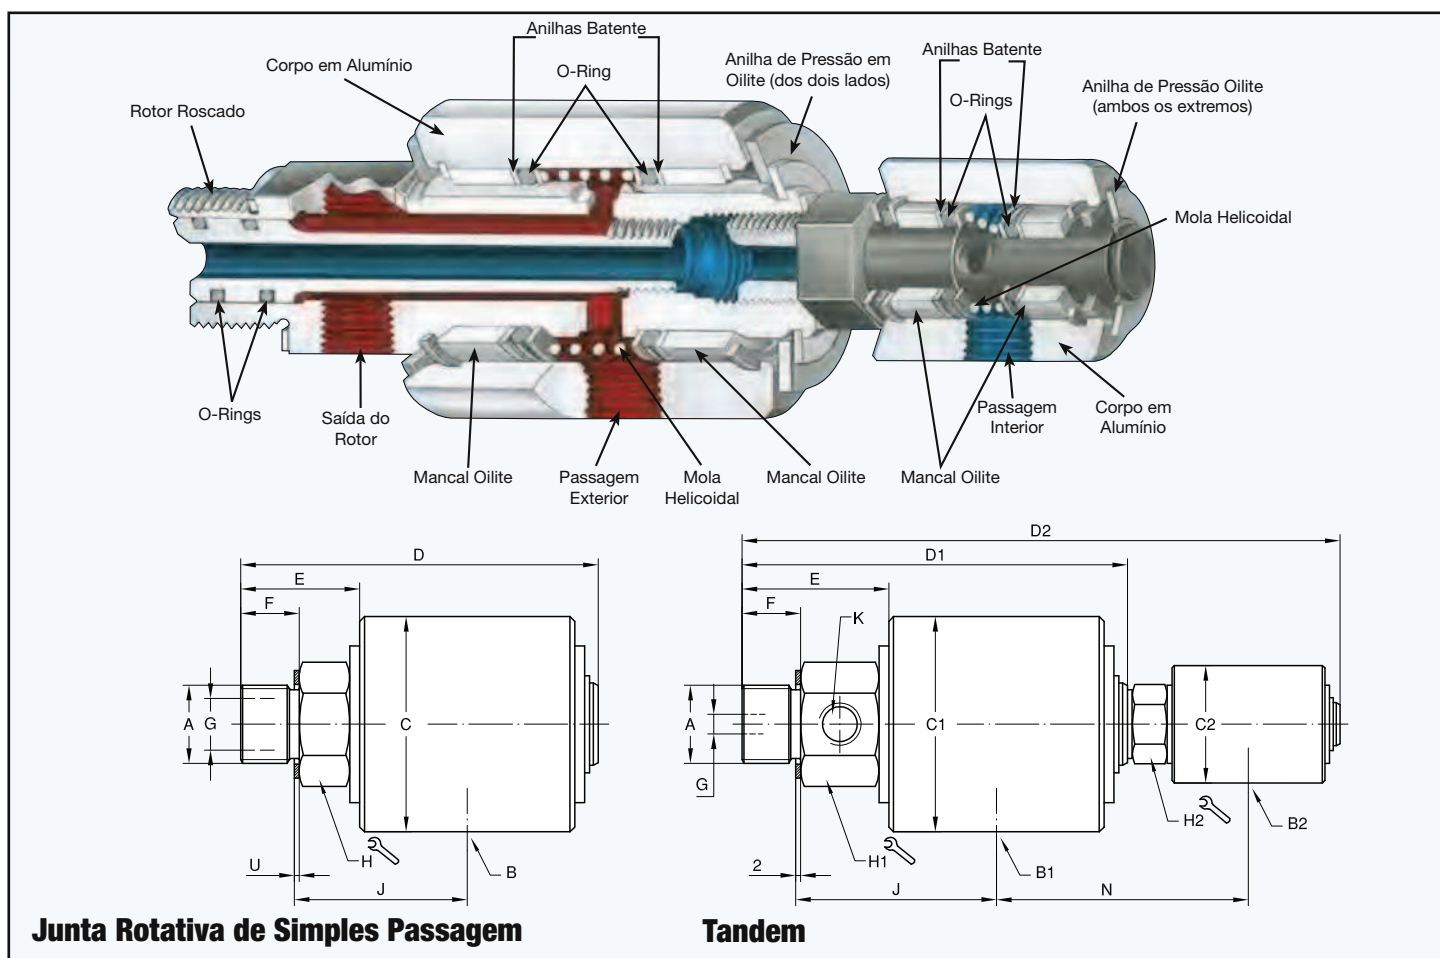 Anilhas Batente
Corpo em Alumínio
O-Ring
Anilha de Pressão em
Oilite (dos dois lados)
Anilhas Batente
O-Rings
Anilha de Pressão Oilite
(ambos os extremos)
Rotor Roscado
Mola Helicoidal
O-Rings
Saída do
Rotor
Mancal Oilite
Passagem
Exterior
Mola
Helicoidal
Mancal Oilite
Mancal Oilite
Passagem
Interior
Corpo em
Alumínio
D
E
F
A
G
C
U
H
B
J
Junta Rotativa de Simples Passagem
D2
D1
E
F
K
A
G
C1
C2
2
H1
B1
H2
B2
J
N
Tandem